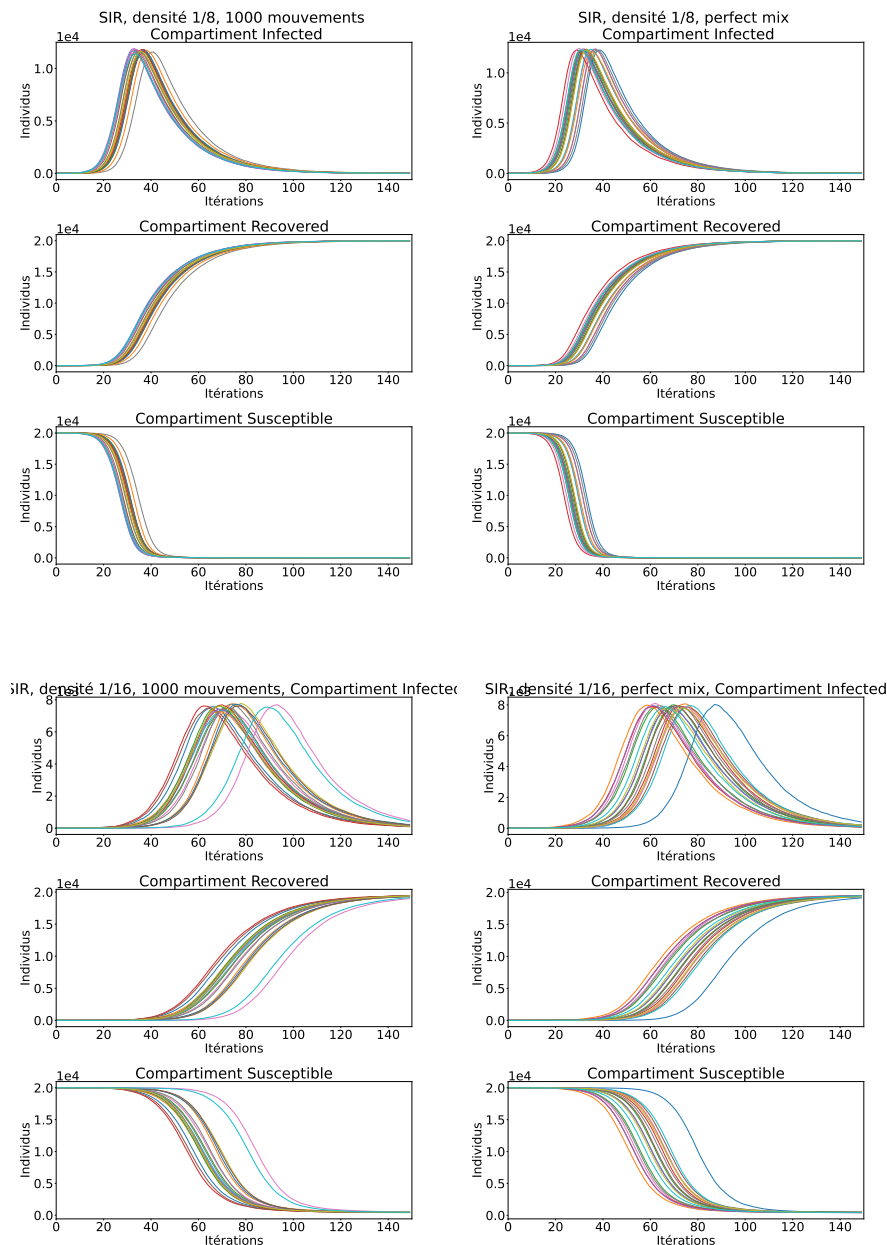 SIR, densité 1/8, 1000 mouvements
Compartiment Infected
1e4
1.0
0.5
0.0
Individus
0 20 40 60 80 100 120 140
Itérations
SIR, densité 1/8, perfect mix
Compartiment Infected
1e4
1.0
0.5
0.0
Individus
0 20 40 60 80 100 120 140
Itérations
Compartiment Recovered
1e4
2.0
1.5
1.0
0.5
0.0
Individus
0 20 40 60 80 100 120 140
Itérations
Compartiment Recovered
1e4
2.0
1.5
1.0
0.5
0.0
Individus
0 20 40 60 80 100 120 140
Itérations
Compartiment Susceptible
1e4
2.0
1.5
1.0
0.5
0.0
Individus
0 20 40 60 80 100 120 140
Itérations
Compartiment Susceptible
1e4
2.0
1.5
1.0
0.5
0.0
Individus
0 20 40 60 80 100 120 140
Itérations
SIR, densité 1/16, 1000 mouvements, Compartiment Infected
1e3
8
6
4
2
0
Individus
0 20 40 60 80 100 120 140
Itérations
SIR, densité 1/16, perfect mix, Compartiment Infected
1e3
8
6
4
2
0
Individus
0 20 40 60 80 100 120 140
Itérations
Compartiment Recovered
1e4
2.0
1.5
1.0
0.5
0.0
Individus
0 20 40 60 80 100 120 140
Itérations
Compartiment Recovered
1e4
2.0
1.5
1.0
0.5
0.0
Individus
0 20 40 60 80 100 120 140
Itérations
Compartiment Susceptible
1e4
2.0
1.5
1.0
0.5
0.0
Individus
0 20 40 60 80 100 120 140
Itérations
Compartiment Susceptible
1e4
2.0
1.5
1.0
0.5
0.0
Individus
0 20 40 60 80 100 120 140
Itérations